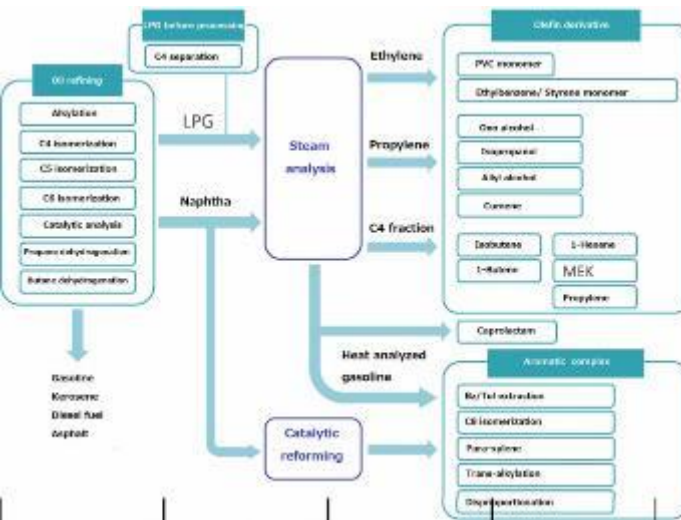 LPG before processing
C4 separation
Oil refining
Alkylation
C4 isomerization
C5 isomerization
C6 isomerization
Catalytic analysis
Propane dehydrogenation
Butane dehydrogenation
Gasoline
Kerosene
Diesel fuel
Asphalt
LPG
Naphtha
Steam
analysis
Catalytic
reforming
Ethylene
Propylene
C4 fraction
Heat analyzed
gasoline
Olefin derivative
PVC monomer
Ethylbenzene/ Styrene monomer
Oxo alcohol
Isopropanol
Allyl alcohol
Cumene
Isobutene
1-Hexene
1-Butene
MEK
Propylene
Caprolactam
Aromatic complex
Bz/Tol extraction
C8 isomerization
Para-xylene
Trans-alkylation
Disproportionation